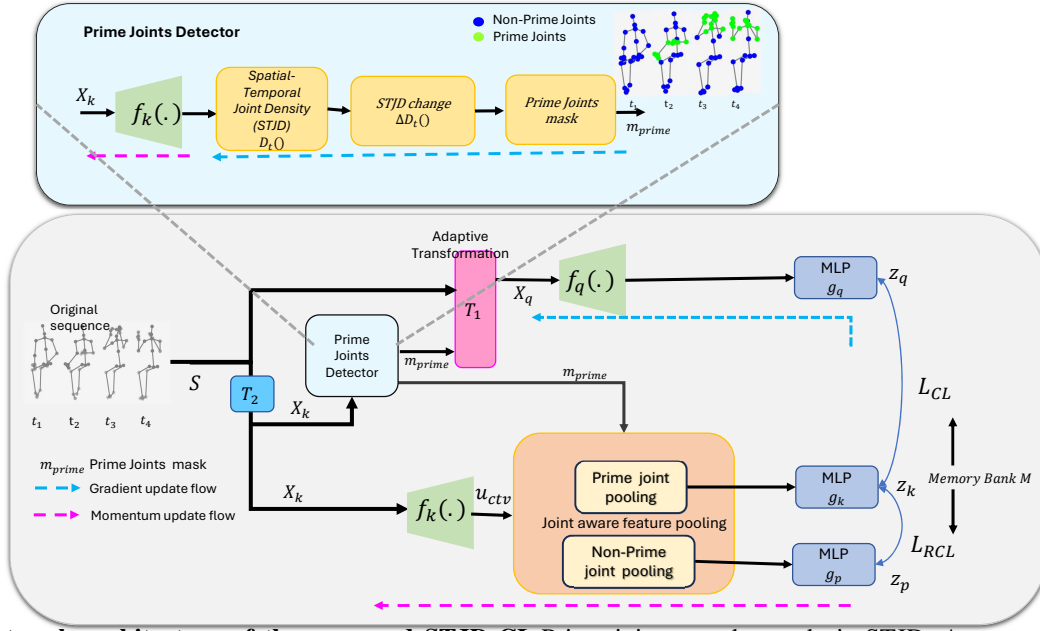 Prime Joints Detector
Non-Prime Joints
Prime Joints
X_k
f_k(.)
Spatial-
Temporal
Joint Density
(STJD)
D_t()
STJD change
ΔD_t()
Prime Joints
mask
m_prime
t_1 t_2 t_3 t_4
Adaptive
Transformation
T_1
X_q
f_q(.)
MLP
g_q
z_q
Original
sequence
t_1 t_2 t_3 t_4
S
T_2
Prime
Joints
Detector
m_prime
m_prime
X_k
L_CL
Memory Bank M
L_RCL
m_prime Prime Joints mask
Gradient update flow
Momentum update flow
X_k
f_k(.)
u_ctv
Prime joint
pooling
Joint aware feature pooling
Non-Prime
joint pooling
MLP
g_k
z_k
MLP
g_p
z_p